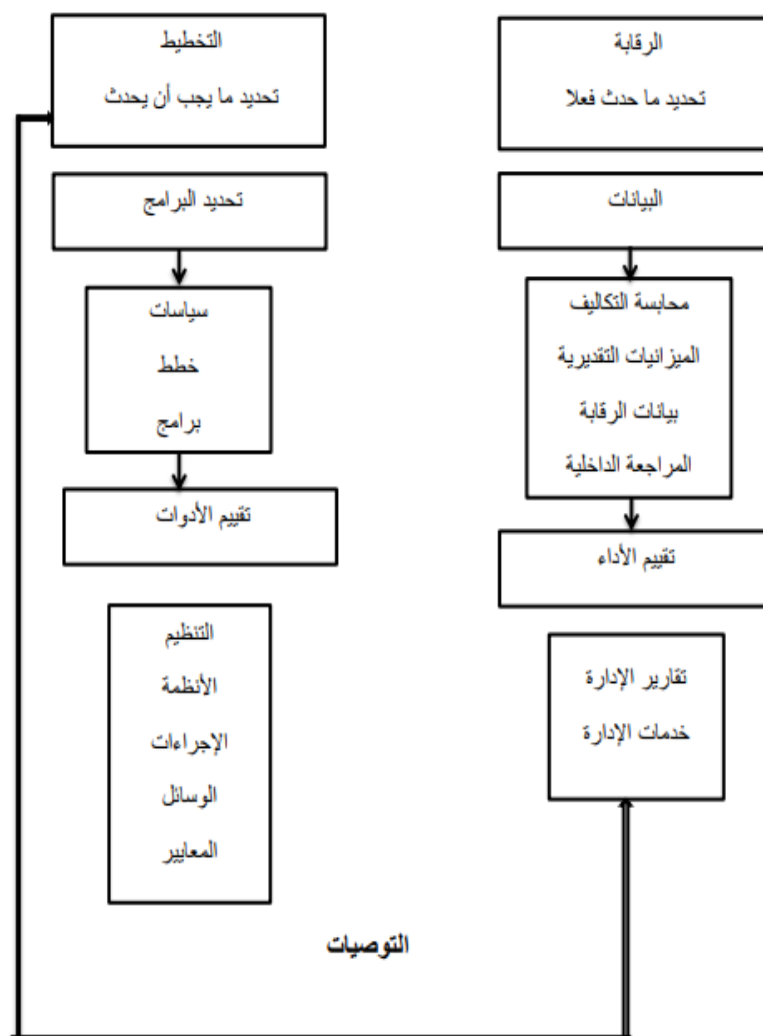 الرقابة
تحديد ما حدث فعلا
البيانات
محابسة التكاليف
الميزانيات التقديرية
بيانات الرقابة
المراجعة الداخلية
تقييم الأداء
تقارير الإدارة
خدمات الإدارة
التخطيط
تحديد ما يجب أن يحدث
تحديد البرامج
سياسات
خطط
برامج
تقييم الأدوات
التنظيم
الأنظمة
الإجراءات
الوسائل
المعايير
التوصيات